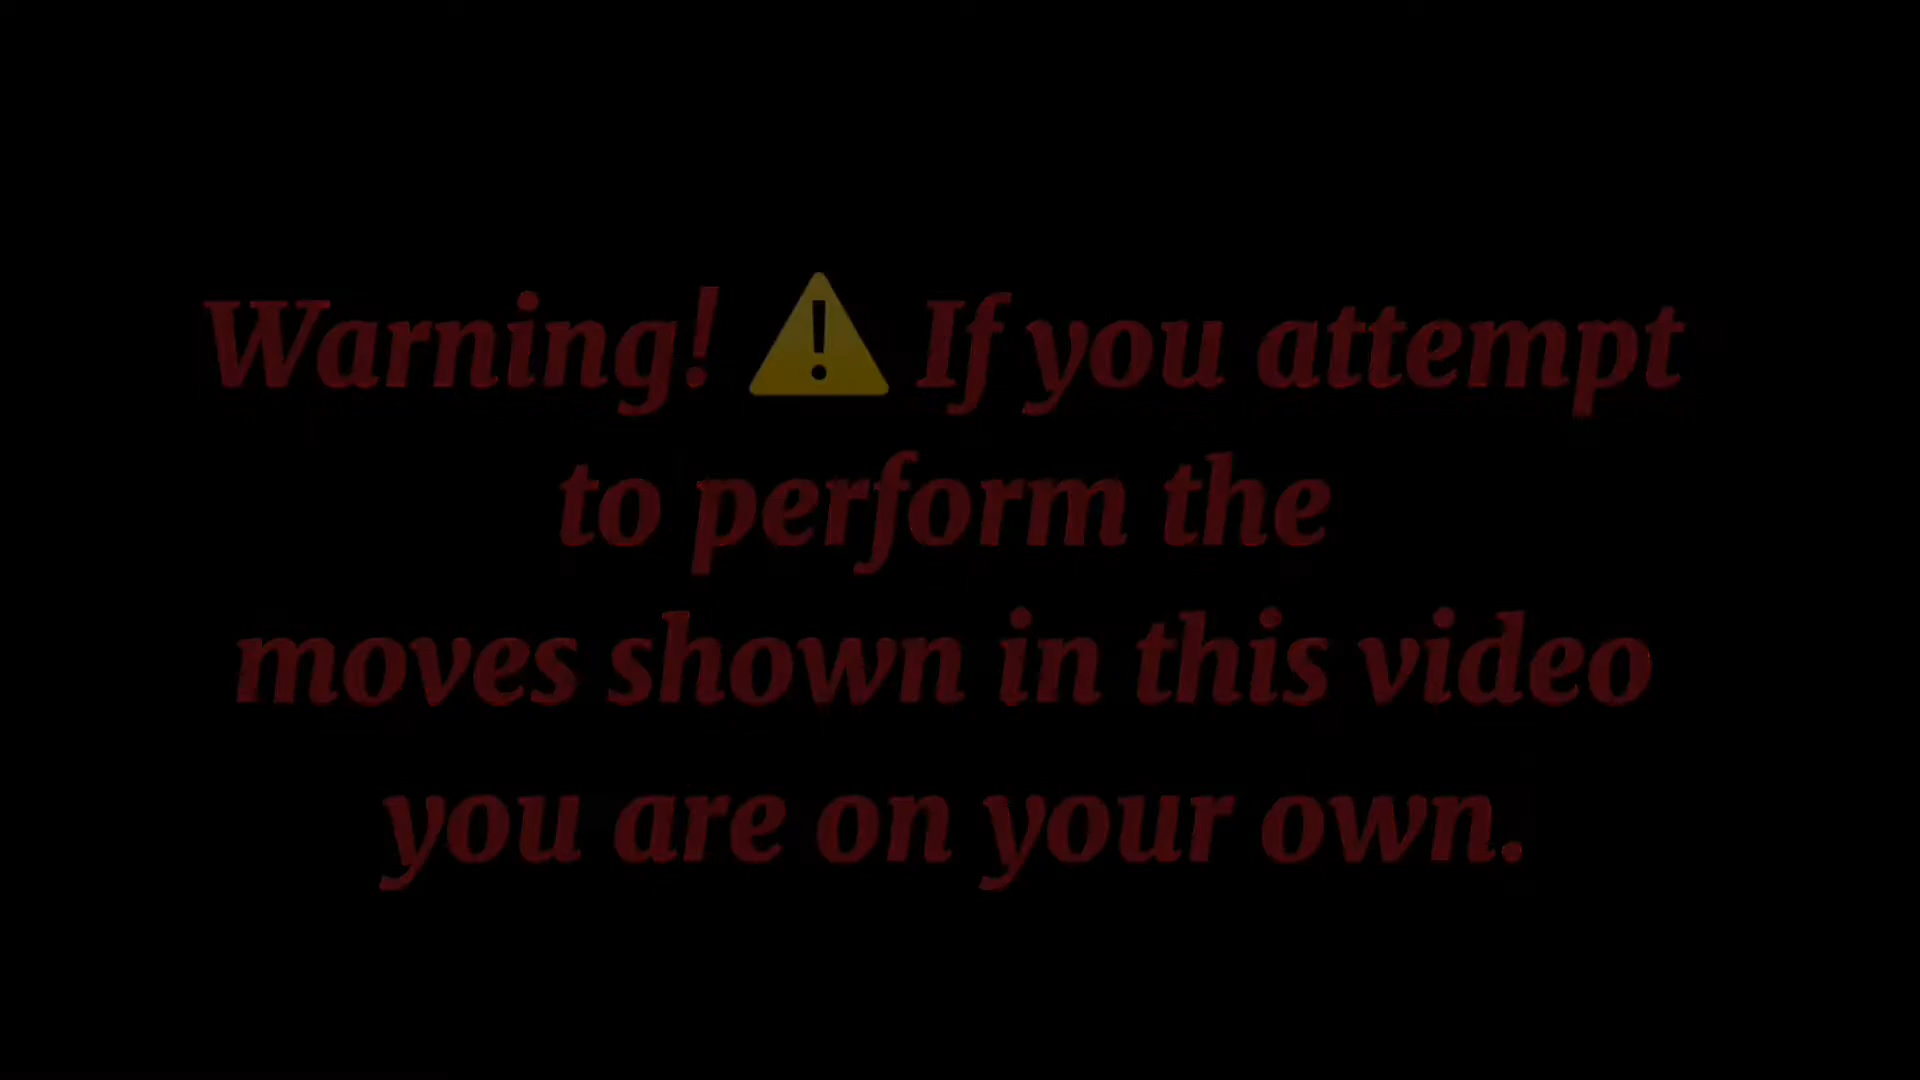 Warning! ⚠️ If you attempt
to perform the
moves shown in this video
you are on your own.